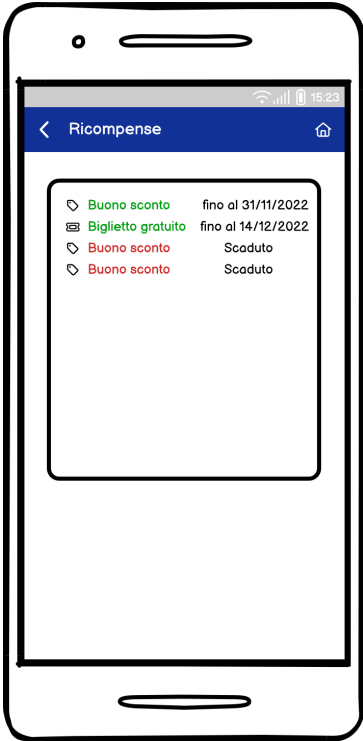 15:23
Ricompense
Buono sconto fino al 31/11/2022
Biglietto gratuito fino al 14/12/2022
Buono sconto Scaduto
Buono sconto Scaduto